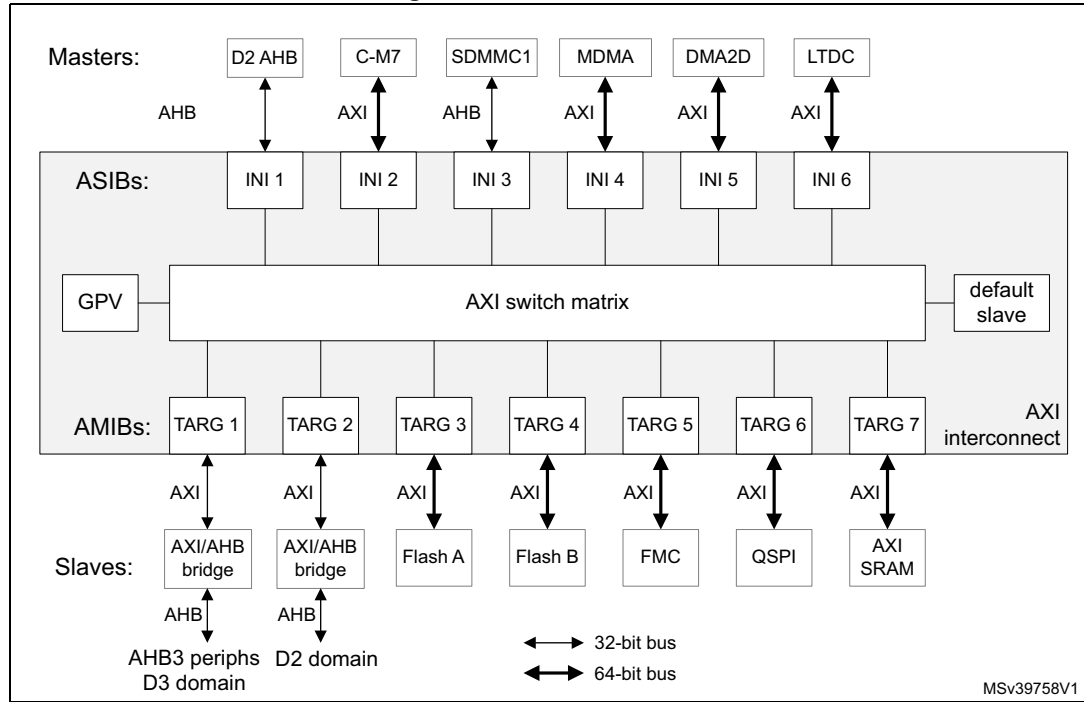 Masters:
D2 AHB
C-M7
SDMMC1
MDMA
DMA2D
LTDC
AHB
AXI
AHB
AXI
AXI
AXI
ASIBs:
INI 1
INI 2
INI 3
INI 4
INI 5
INI 6
GPV
AXI switch matrix
default
slave
AMIBs:
TARG 1
TARG 2
TARG 3
TARG 4
TARG 5
TARG 6
TARG 7
AXI
interconnect
AXI
AXI
AXI
AXI
AXI
AXI
AXI
Slaves:
AXI/AHB
bridge
AXI/AHB
bridge
Flash A
Flash B
FMC
QSPI
AXI
SRAM
AHB
AHB
AHB3 periphs
D3 domain
D2 domain
32-bit bus
64-bit bus
MSv39758V1